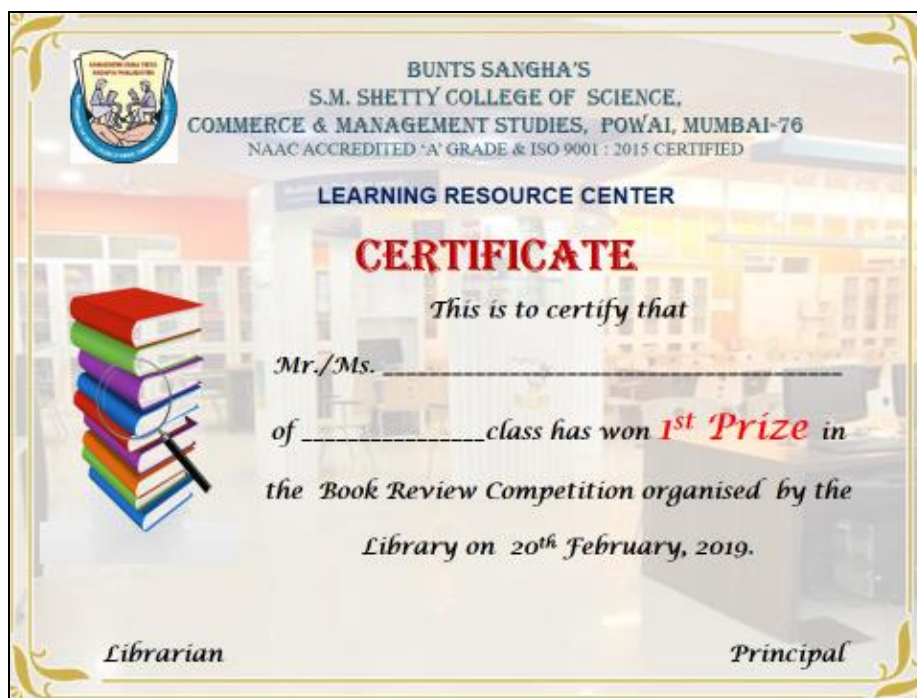 BUNTS SANGHA'S
S.M. SHETTY COLLEGE OF SCIENCE,
COMMERCE & MANAGEMENT STUDIES, POWAI, MUMBAI-76
NAAC ACCREDITED 'A' GRADE & ISO 9001 : 2015 CERTIFIED
LEARNING RESOURCE CENTER
CERTIFICATE
This is to certify that
Mr./Ms. ______________________________________
of _______________class has won 1st Prize in
the Book Review Competition organised by the
Library on 20th February, 2019.
Librarian Principal